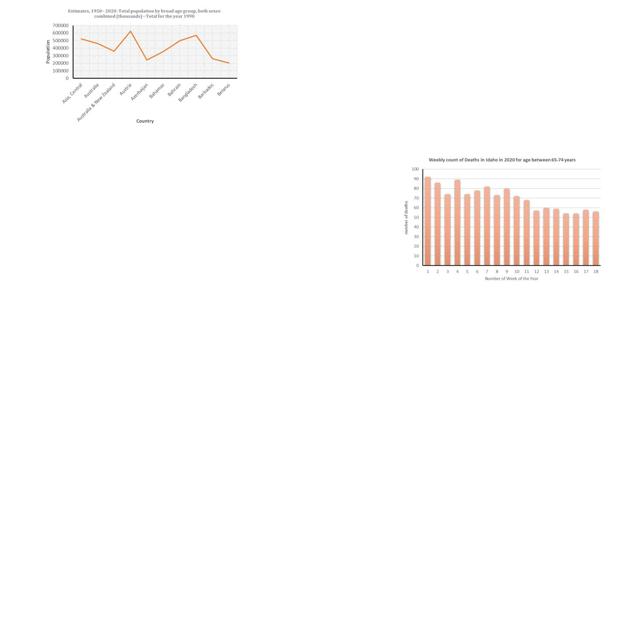 Estimates, 1950 - 2020: Total population by broad age group, both sexes
combined (thousands) - Total for the year 1990
700000
600000
500000
400000
300000
200000
100000
0
Population
Asia, Central
Australia
Australia & New Zealand
Austria
Azerbaijan
Bahamas
Bahrain
Bangladesh
Barbados
Belarus
Country
Weekly count of Deaths in Idaho in 2020 for age between 65-74 years
100
90
80
70
60
50
40
30
20
10
0
number of Deaths
1 2 3 4 5 6 7 8 9 10 11 12 13 14 15 16 17 18
Number of Week of the Year